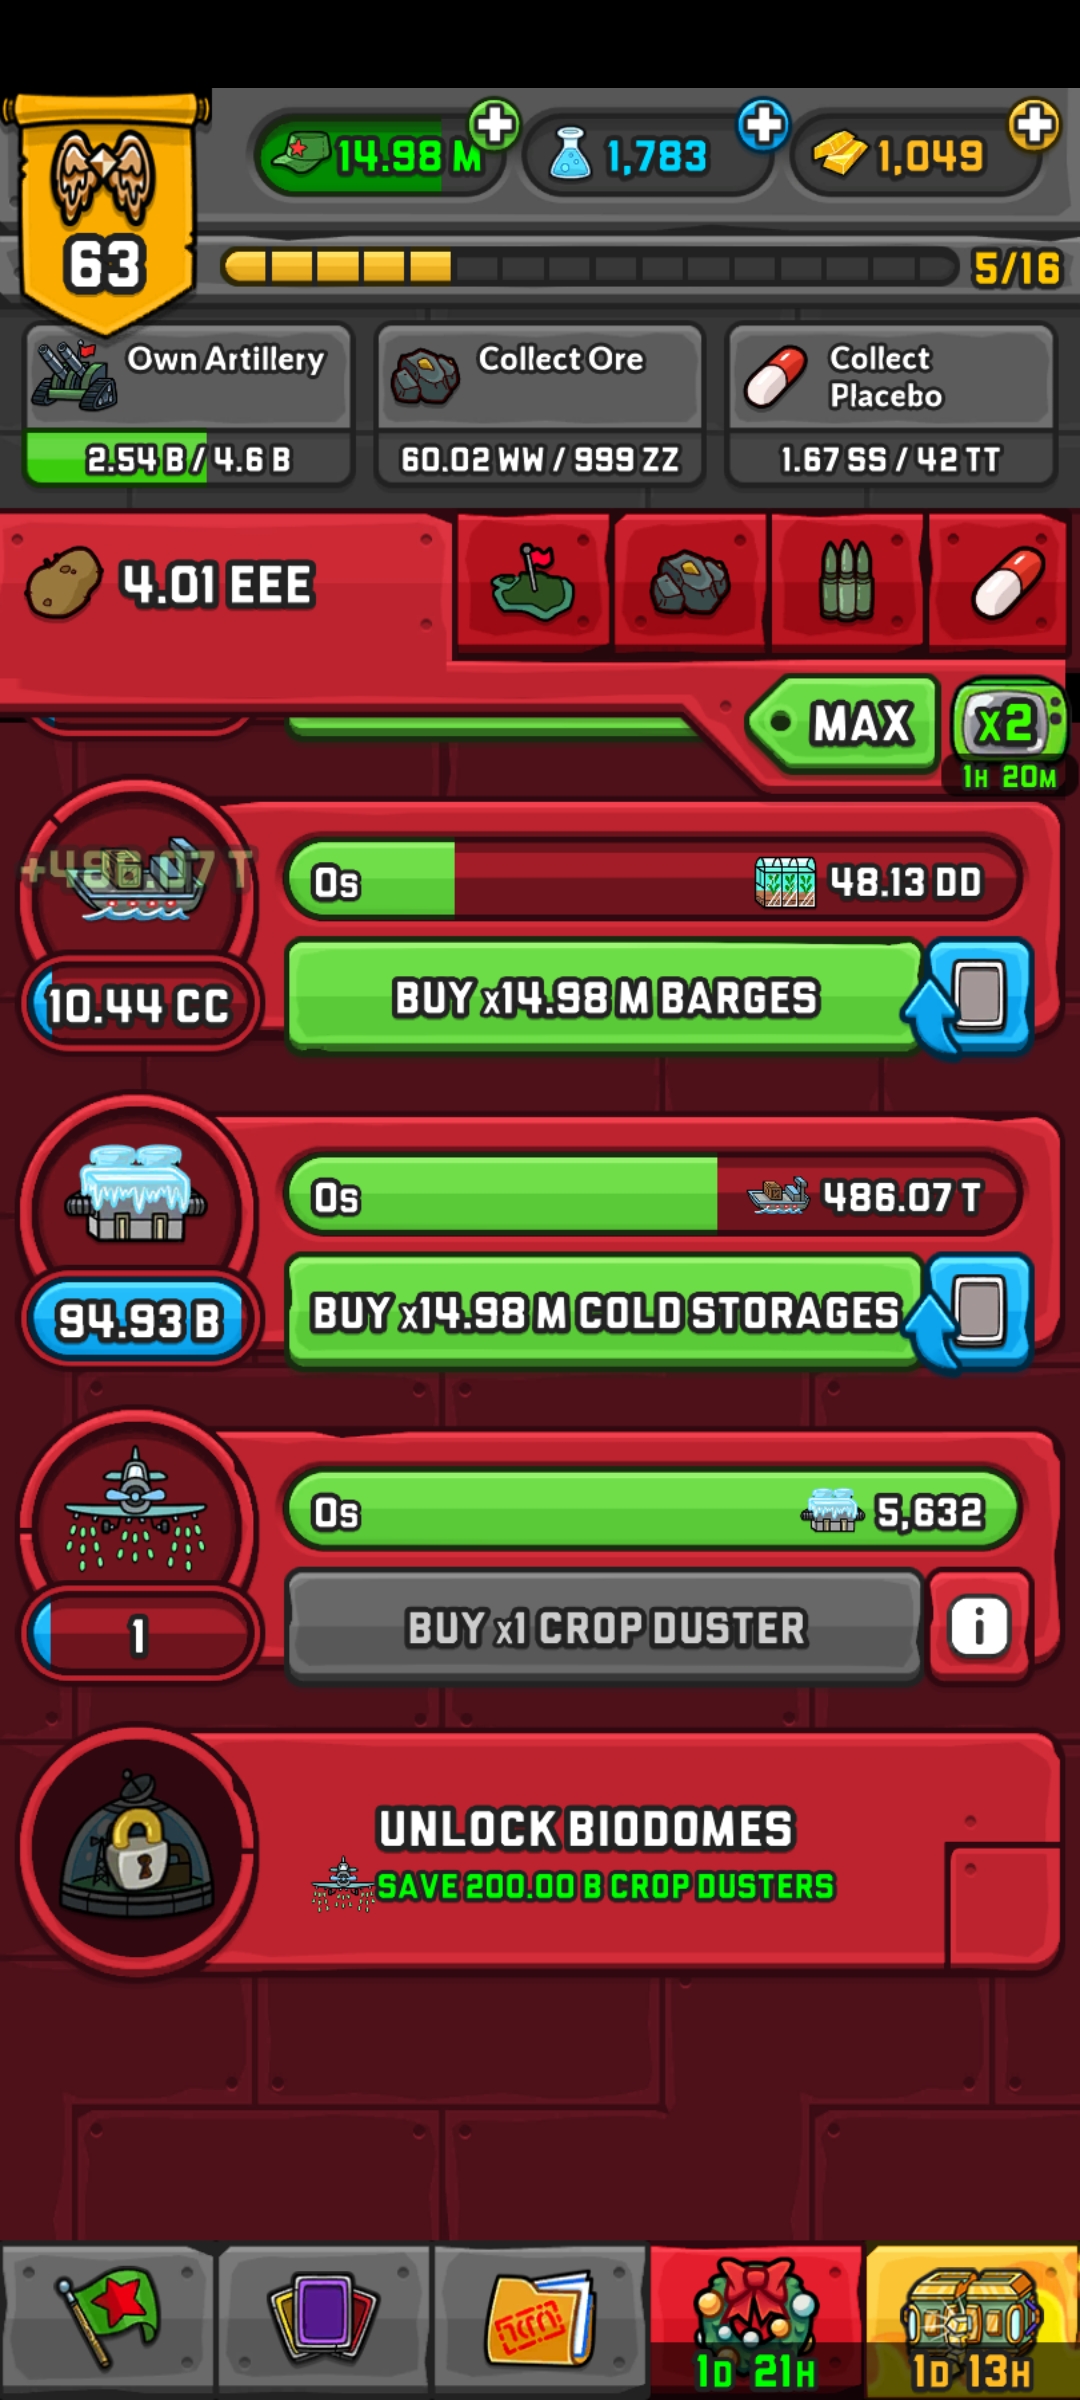 14.98 M
1,783
1,049
63
5/16
Own Artillery
2.54 B / 4.6 B
Collect Ore
60.02 WW / 999 ZZ
Collect
Placebo
1.67 SS / 42 TT
4.01 EEE
MAX
x2
1H 20M
+486.07 T
0s
48.13 DD
10.44 CC
BUY x14.98 M BARGES
0s
486.07 T
94.93 B
BUY x14.98 M COLD STORAGES
0s
5,632
1
BUY x1 CROP DUSTER
i
UNLOCK BIODOMES
SAVE 200.00 B CROP DUSTERS
1D 21H
1D 13H